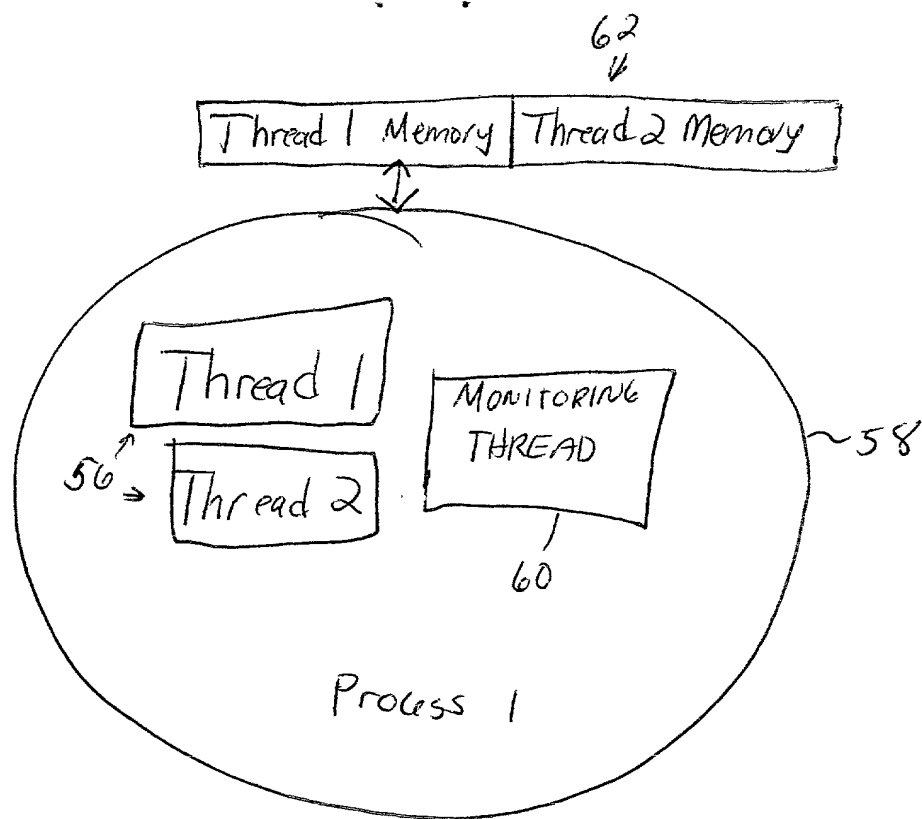 62
Thread 1 Memory Thread 2 Memory
Thread 1
MONITORING
THREAD
58
56
Thread 2
60
Process 1